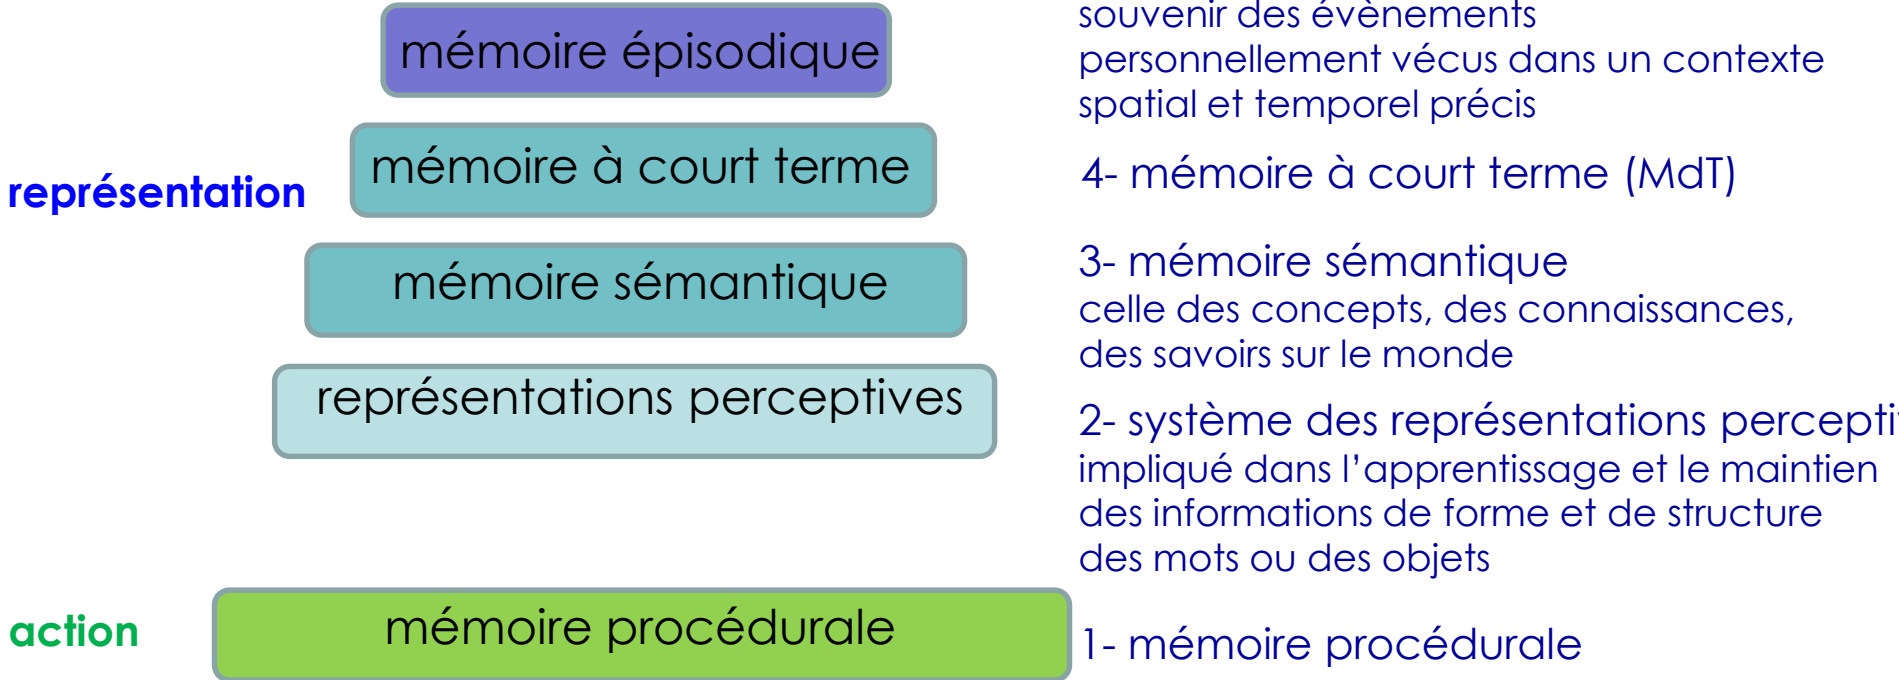 mémoire épisodique
souvenir des évènements
personnellement vécus dans un contexte
spatial et temporel précis
représentation
mémoire à court terme
4- mémoire à court terme (MdT)
mémoire sémantique
3- mémoire sémantique
celle des concepts, des connaissances,
des savoirs sur le monde
représentations perceptives
2- système des représentations
impliqué dans l’apprentissage et le maintien
des informations de forme et de structure
des mots ou des objets
action
mémoire procédurale
1- mémoire procédurale